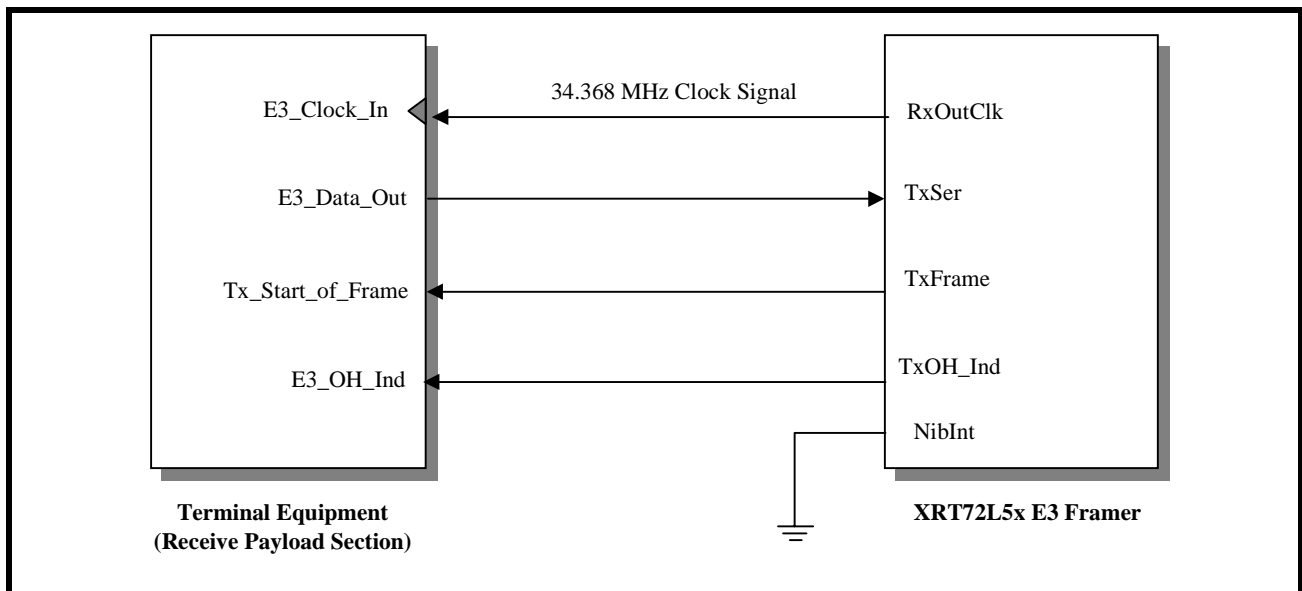 34.368 MHz Clock Signal
E3_Clock_In
RxOutClk
E3_Data_Out
TxSer
Tx_Start_of_Frame
TxFrame
E3_OH_Ind
TxOH_Ind
NibInt
Terminal Equipment
(Receive Payload Section)
XRT72L5x E3 Framer